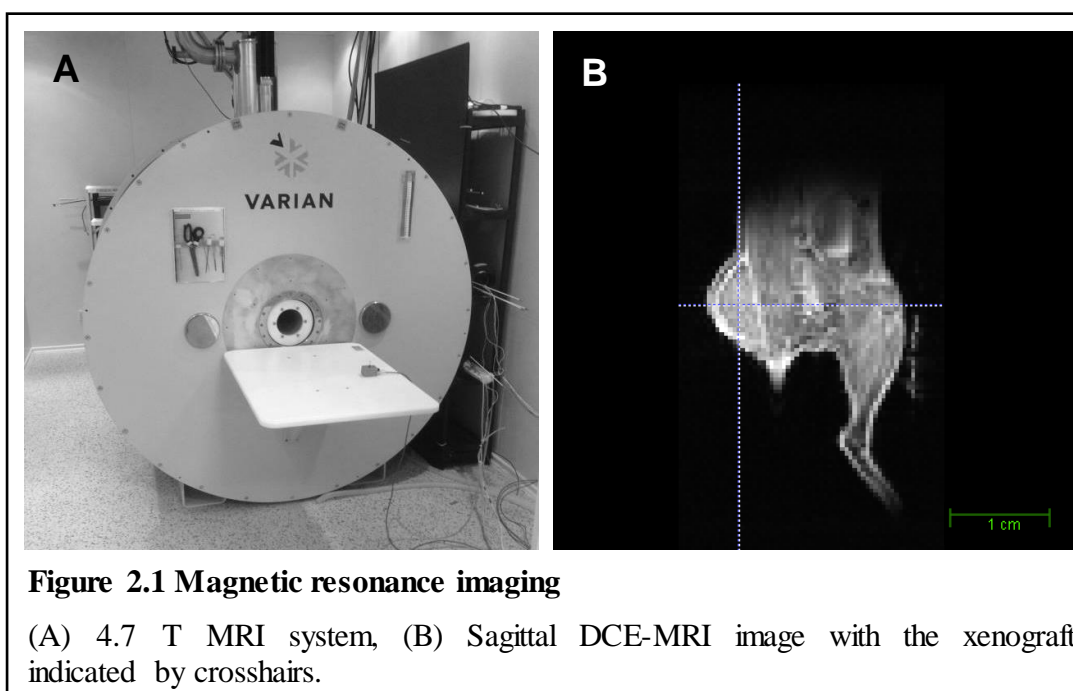 A
B
VARIAN
1 cm
Figure 2.1 Magnetic resonance imaging
(A) 4.7 T MRI system, (B) Sagittal DCE-MRI image with the xenograft
indicated by crosshairs.